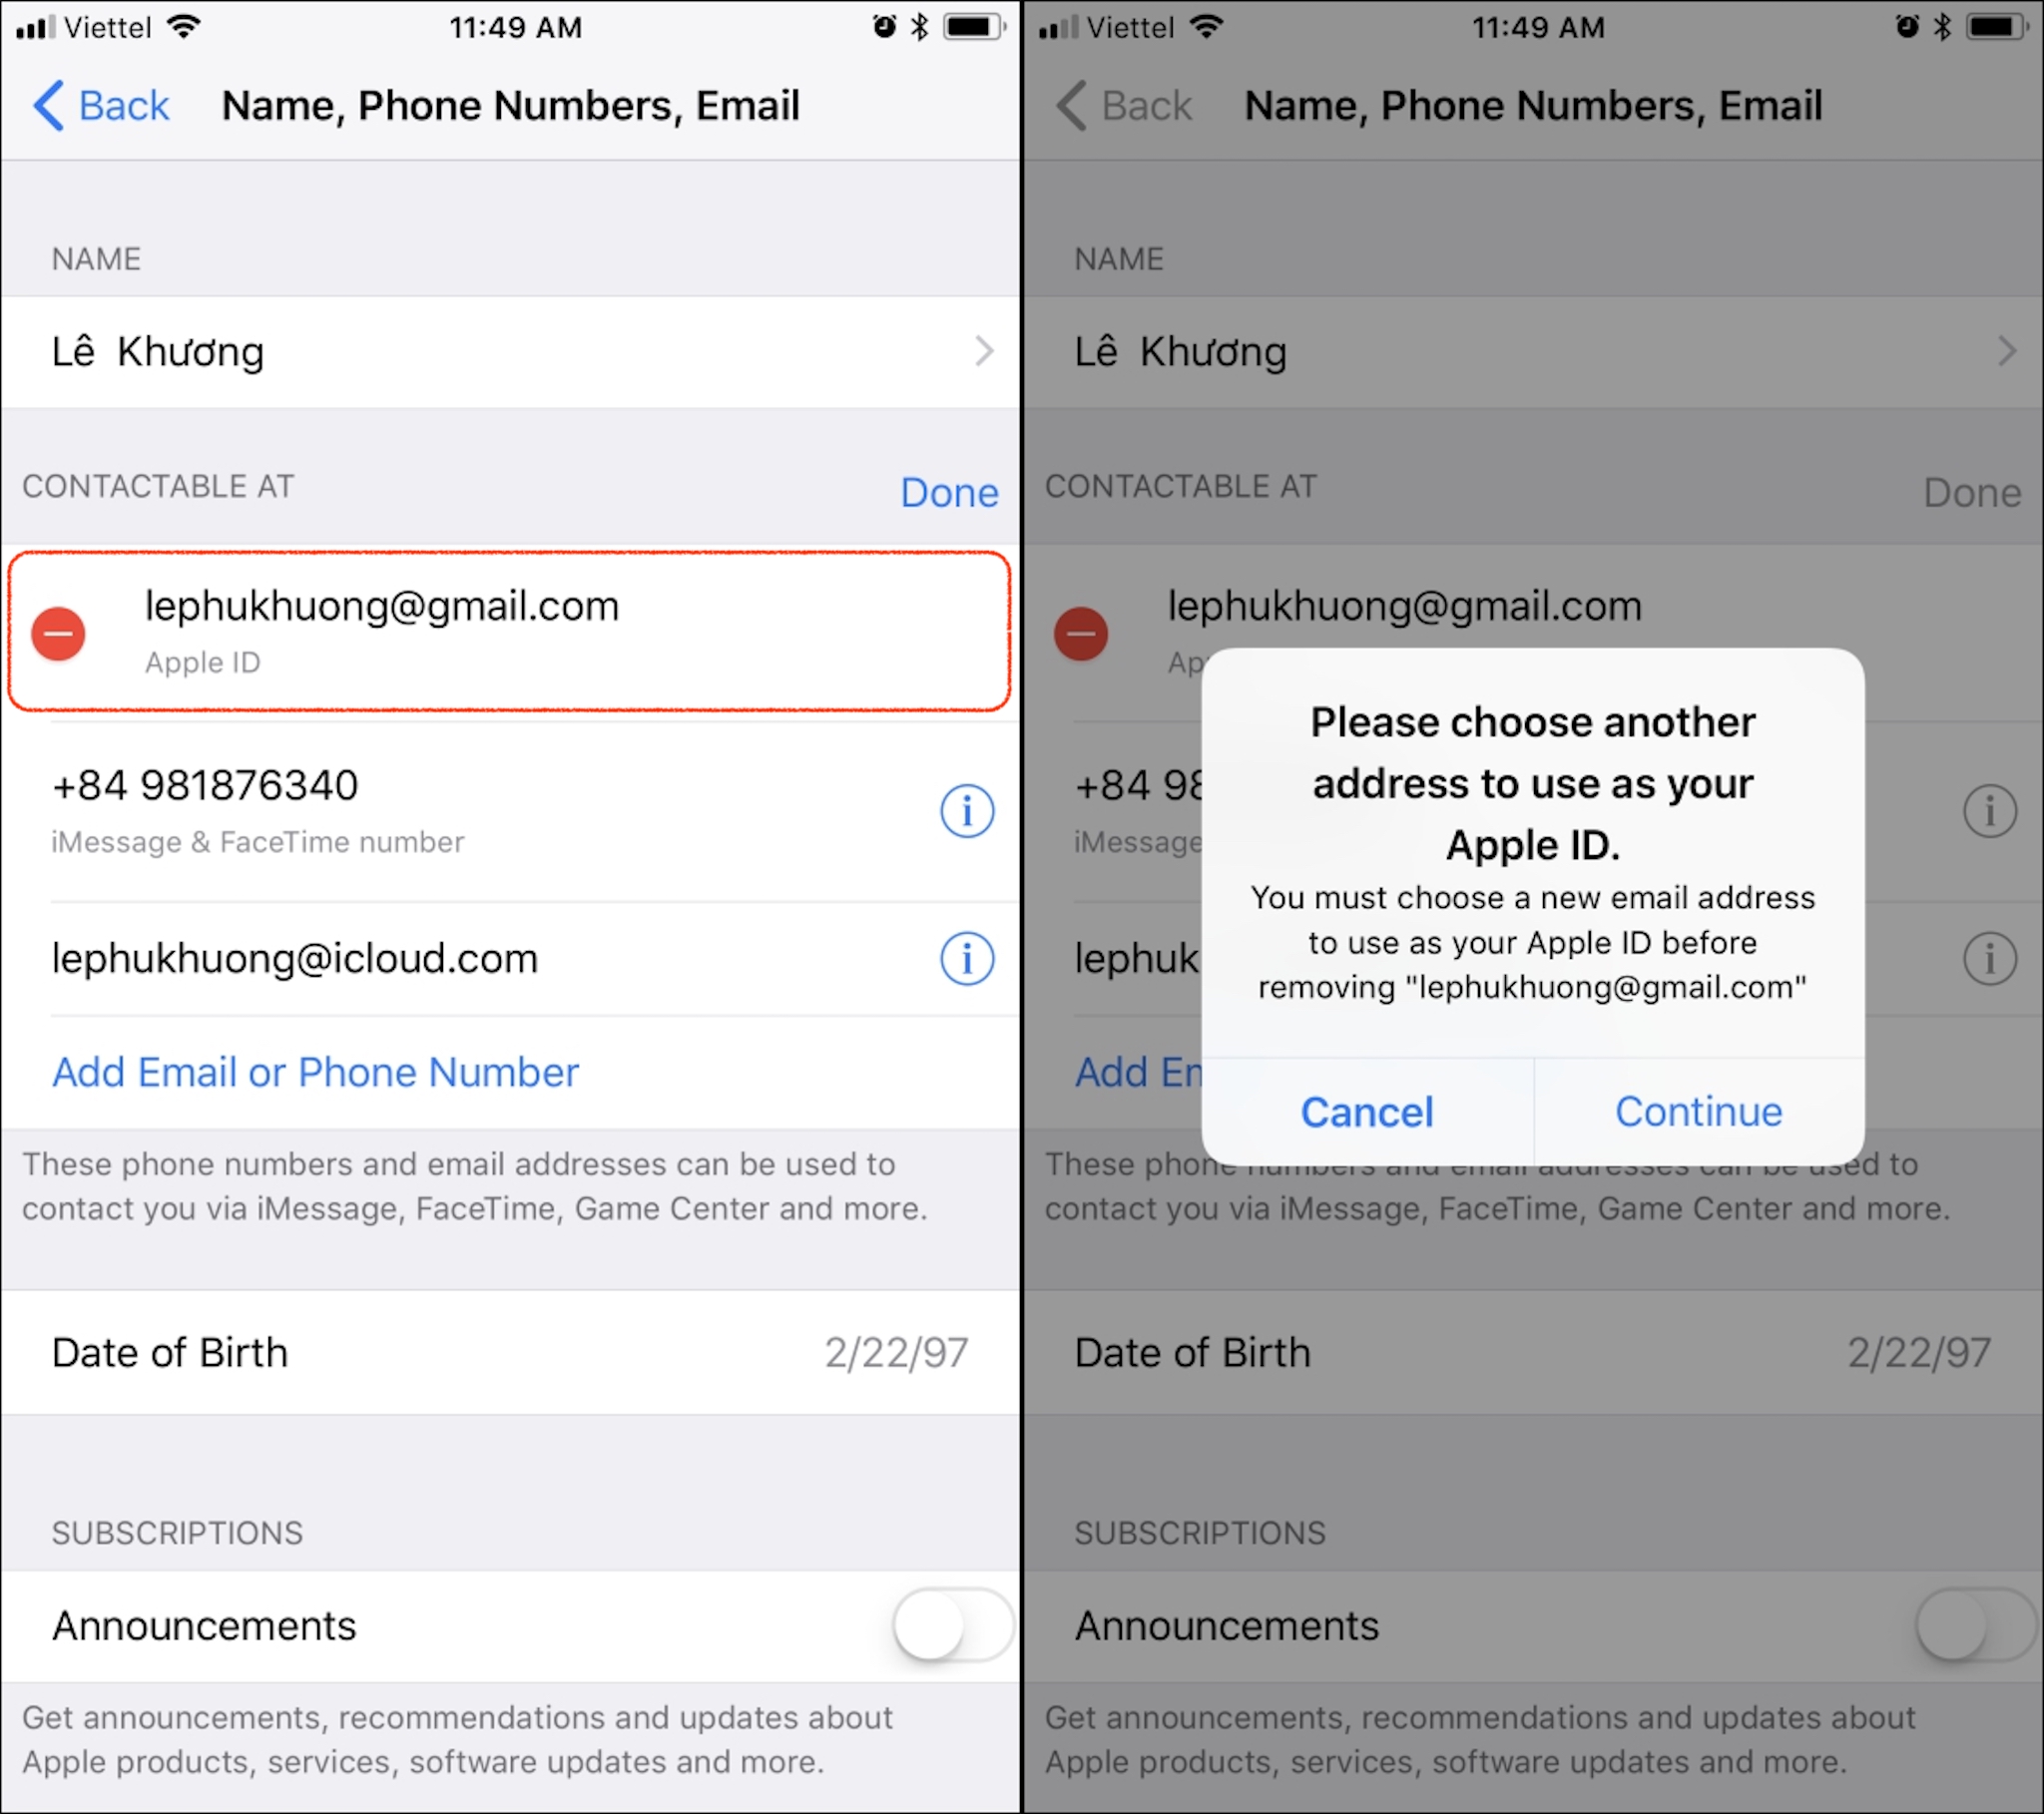 Viettel 11:49 AM
Back Name, Phone Numbers, Email
NAME
Lê Khương
CONTACTABLE AT Done
lephukhuong@gmail.com
Apple ID
+84 981876340
iMessage & FaceTime number
lephukhuong@icloud.com
Add Email or Phone Number
These phone numbers and email addresses can be used to
contact you via iMessage, FaceTime, Game Center and more.
Date of Birth 2/22/97
SUBSCRIPTIONS
Announcements
Get announcements, recommendations and updates about
Apple products, services, software updates and more.
Viettel 11:49 AM
Back Name, Phone Numbers, Email
NAME
Lê Khương
CONTACTABLE AT Done
lephukhuong@gmail.com
Ap
Please choose another
address to use as your
Apple ID.
You must choose a new email address
to use as your Apple ID before
removing "lephukhuong@gmail.com"
Cancel Continue
+84 98
iMessage
lephuk
Add En
These phone numbers and email addresses can be used to
contact you via iMessage, FaceTime, Game Center and more.
Date of Birth 2/22/97
SUBSCRIPTIONS
Announcements
Get announcements, recommendations and updates about
Apple products, services, software updates and more.